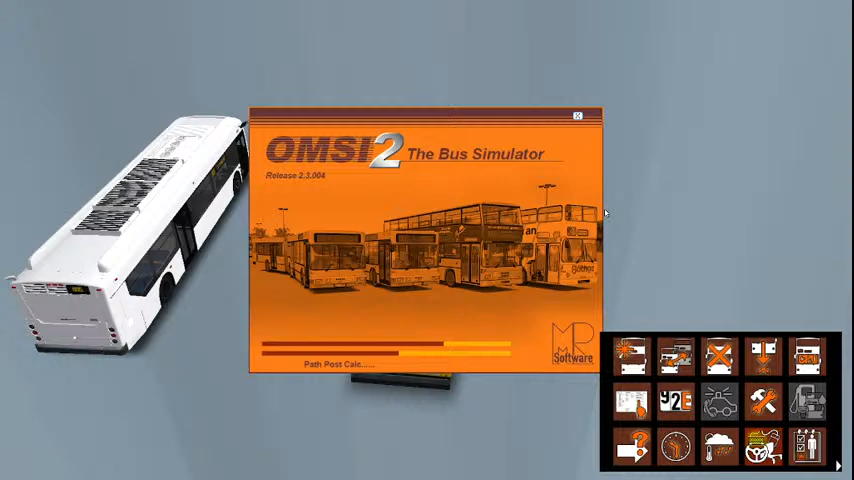 OMSI 2 The Bus Simulator
Release 2.3.004
MR
Software
Path Post Calc......
92E